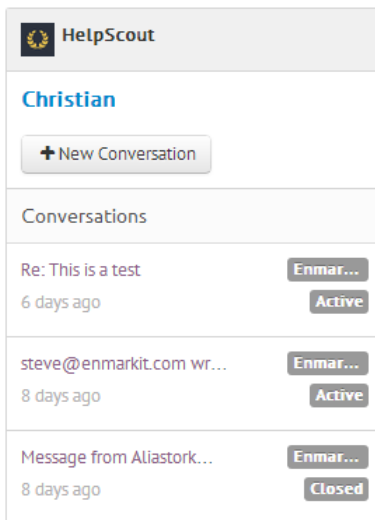 HelpScout
Christian
+ New Conversation
Conversations
Re: This is a test Enmar...
6 days ago Active
steve@enmarkit.com wr... Enmar...
8 days ago Active
Message from Aliastork... Enmar...
8 days ago Closed